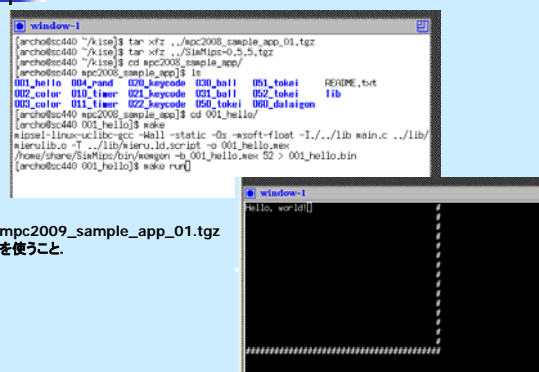 window-1
[archo@sc440 ~/kise]$ tar xfz ../mpc2008_sample_app_01.tgz
[archo@sc440 ~/kise]$ tar xfz ../SimMips-0.5.5.tgz
[archo@sc440 ~/kise]$ cd mpc2008_sample_app/
[archo@sc440 mpc2008_sample_app]$ ls
001_hello 004_rand 020_keycode 030_ball 051_tokei README.txt
002_color 010_timer 021_keycode 031_ball 052_tokei lib
003_color 011_timer 022_keycode 050_tokei 060_dalaigon
[archo@sc440 mpc2008_sample_app]$ cd 001_hello/
[archo@sc440 001_hello]$ make
mipsel-linux-uclibc-gcc -Wall -static -Os -msoft-float -I./../lib main.c ../lib/
mierulib.o -T ../lib/mieru.ld.script -o 001_hello.mex
/home/share/SimMips/bin/memgen -b 001_hello.mex 52 > 001_hello.bin
[archo@sc440 001_hello]$ make run
window-1
Hello, world!
mpc2009_sample_app_01.tgz
を使うこと.